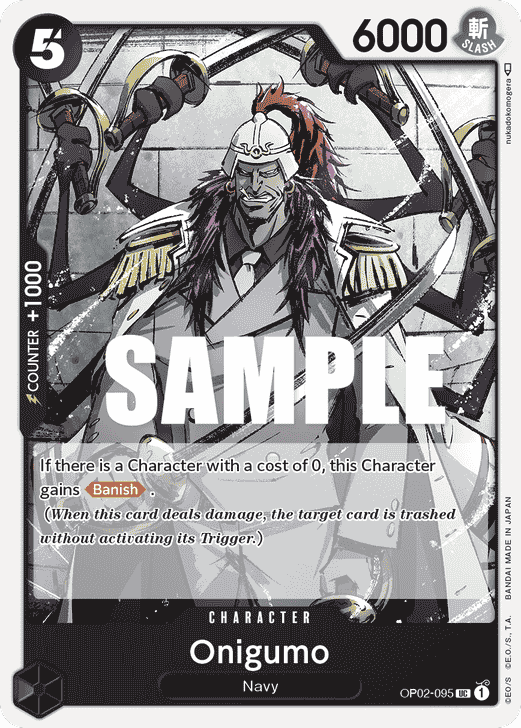 5
6000
斬
SLASH
nukadokomogera
COUNTER +1000
SAMPLE
If there is a Character with a cost of 0, this Character
gains Banish .
(When this card deals damage, the target card is trashed
without activating its Trigger.)
CHARACTER
Onigumo
Navy
OP02-095 UC 1
©EO/S ©E.O./S., T.A. BANDAI MADE IN JAPAN